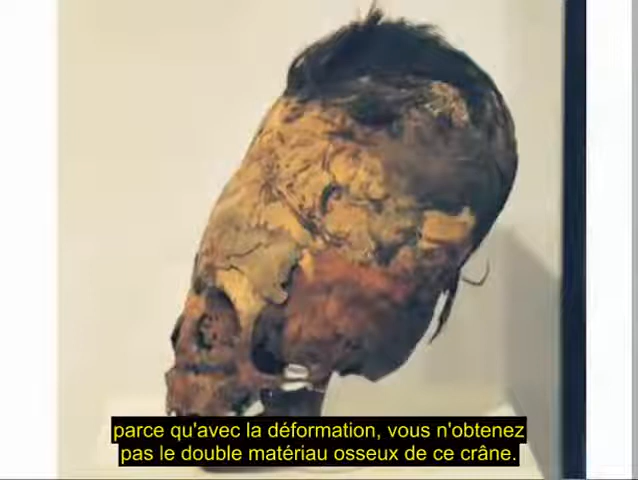 parce qu'avec la déformation, vous n'obtenez
pas le double matériau osseux de ce crâne.